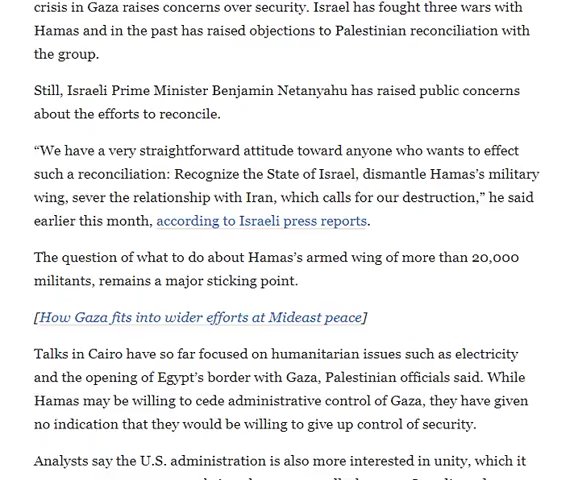 crisis in Gaza raises concerns over security. Israel has fought three wars with
Hamas and in the past has raised objections to Palestinian reconciliation with
the group.
Still, Israeli Prime Minister Benjamin Netanyahu has raised public concerns
about the efforts to reconcile.
“We have a very straightforward attitude toward anyone who wants to effect
such a reconciliation: Recognize the State of Israel, dismantle Hamas’s military
wing, sever the relationship with Iran, which calls for our destruction,” he said
earlier this month, according to Israeli press reports.
The question of what to do about Hamas’s armed wing of more than 20,000
militants, remains a major sticking point.
[How Gaza fits into wider efforts at Mideast peace]
Talks in Cairo have so far focused on humanitarian issues such as electricity
and the opening of Egypt’s border with Gaza, Palestinian officials said. While
Hamas may be willing to cede administrative control of Gaza, they have given
no indication that they would be willing to give up control of security.
Analysts say the U.S. administration is also more interested in unity, which it